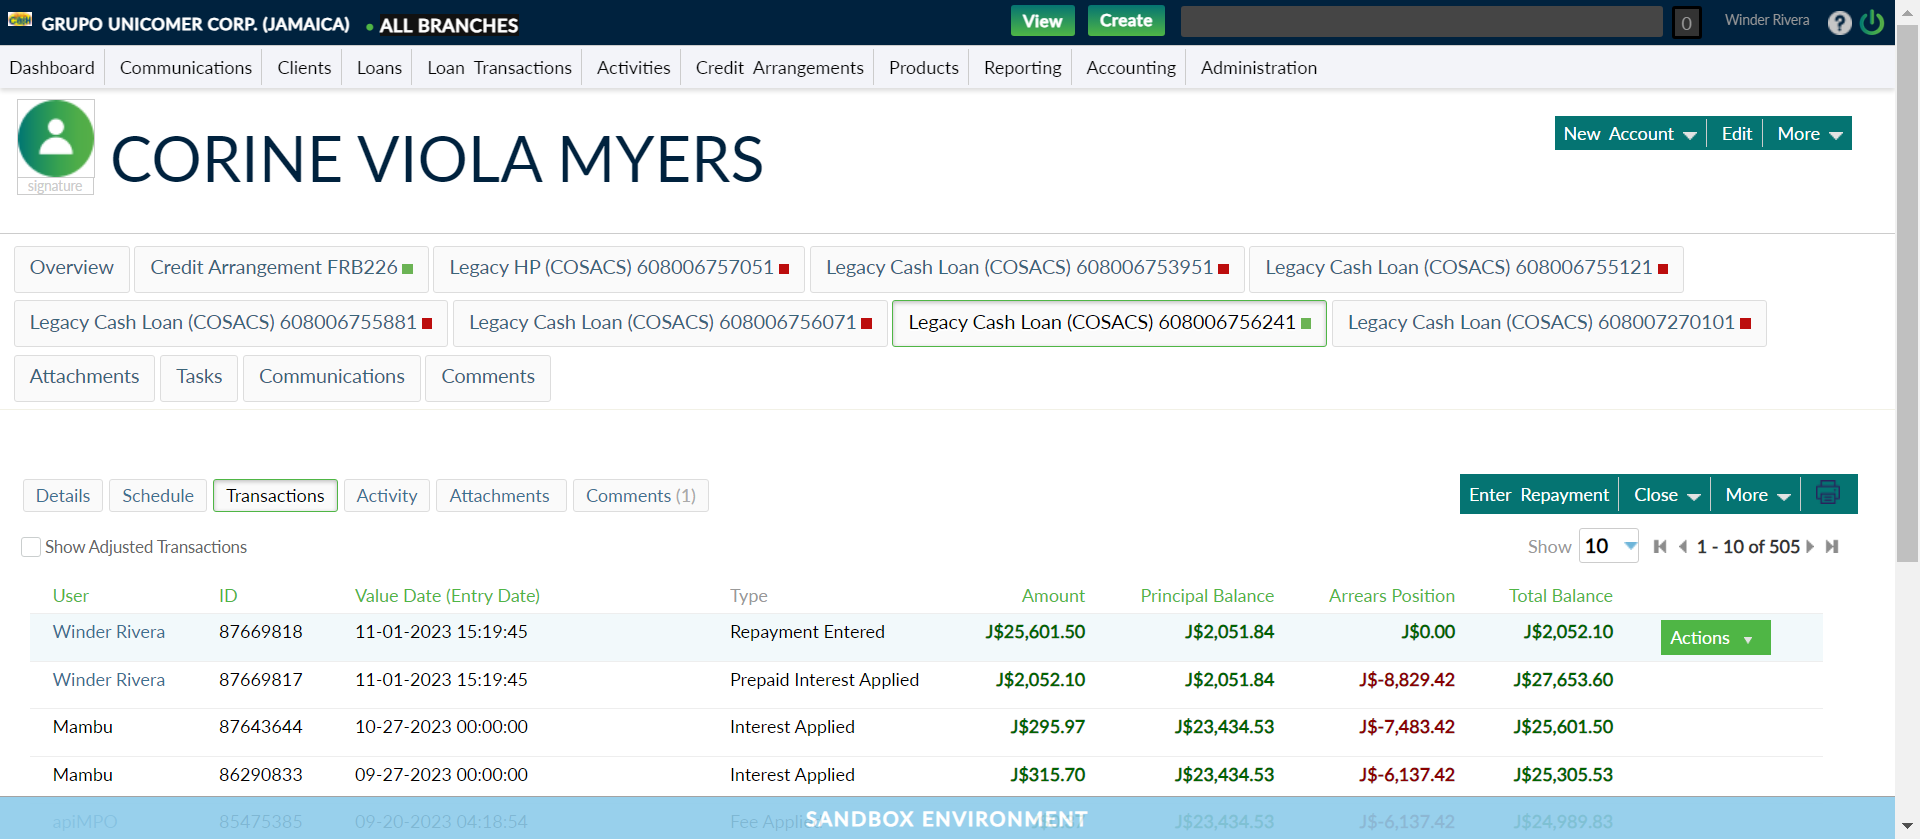 Cash GRUPO UNICOMER CORP. (JAMAICA) ALL BRANCHES View Create 0 Winder Rivera ?
Dashboard Communications Clients Loans Loan Transactions Activities Credit Arrangements Products Reporting Accounting Administration
signature
CORINE VIOLA MYERS
New Account Edit More
Overview Credit Arrangement FRB226 Legacy HP (COSACS) 608006757051 Legacy Cash Loan (COSACS) 608006753951 Legacy Cash Loan (COSACS) 608006755121
Legacy Cash Loan (COSACS) 608006755881 Legacy Cash Loan (COSACS) 608006756071 Legacy Cash Loan (COSACS) 608006756241 Legacy Cash Loan (COSACS) 608007270101
Attachments Tasks Communications Comments
Details Schedule Transactions Activity Attachments Comments (1) Enter Repayment Close More
Show Adjusted Transactions Show 10 1 - 10 of 505
User ID Value Date (Entry Date) Type Amount Principal Balance Arrears Position Total Balance
Winder Rivera 87669818 11-01-2023 15:19:45 Repayment Entered J$25,601.50 J$2,051.84 J$0.00 J$2,052.10 Actions
Winder Rivera 87669817 11-01-2023 15:19:45 Prepaid Interest Applied J$2,052.10 J$2,051.84 J$-8,829.42 J$27,653.60
Mambu 87643644 10-27-2023 00:00:00 Interest Applied J$295.97 J$23,434.53 J$-7,483.42 J$25,601.50
Mambu 86290833 09-27-2023 00:00:00 Interest Applied J$315.70 J$23,434.53 J$-6,137.42 J$25,305.53
apiMPO 85475385 09-20-2023 04:18:54 Fee Applied J$23,434.53 J$-6,137.42 J$24,989.83
SANDBOX ENVIRONMENT